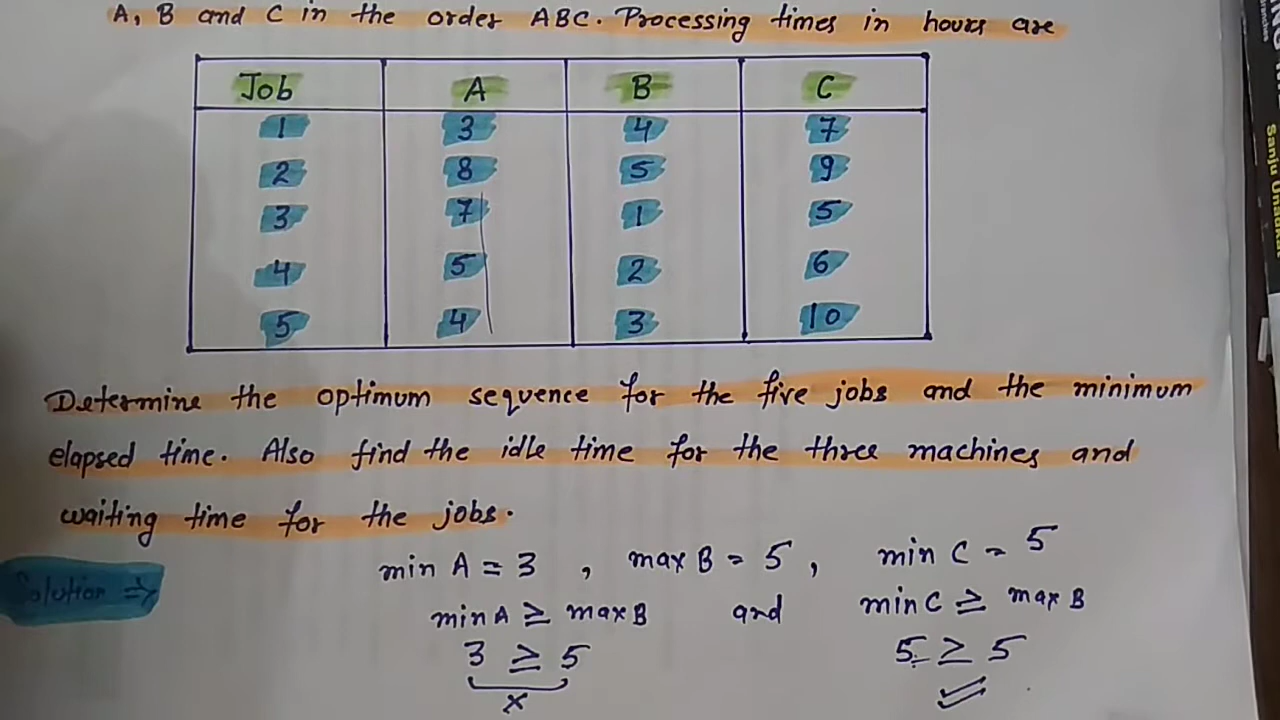 A, B and C in the order ABC. Processing times in hours are
Job A B C
1 3 4 7
2 8 5 9
3 7 1 5
4 5 2 6
5 4 3 10
Determine the optimum sequence for the five jobs and the minimum
elapsed time. Also find the idle time for the three machines and
waiting time for the jobs.
Solution ⇒
min A = 3 , max B = 5 , min C = 5
min A ≥ max B and min C ≥ max B
3 ≥ 5 5 ≥ 5
×
Sanju